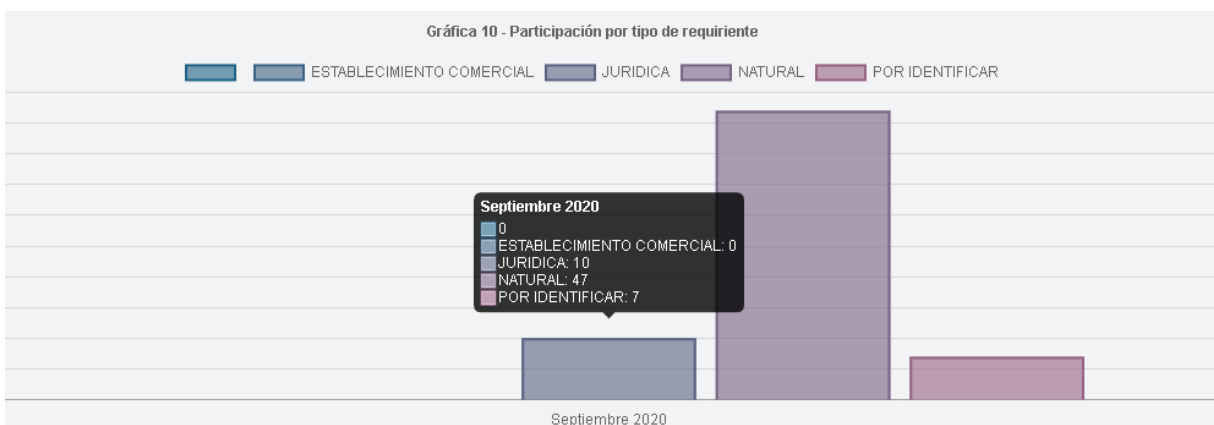 Gráfica 10 - Participación por tipo de requiriente
ESTABLECIMIENTO COMERCIAL JURIDICA NATURAL POR IDENTIFICAR
Septiembre 2020
0
ESTABLECIMIENTO COMERCIAL: 0
JURIDICA: 10
NATURAL: 47
POR IDENTIFICAR: 7
Septiembre 2020